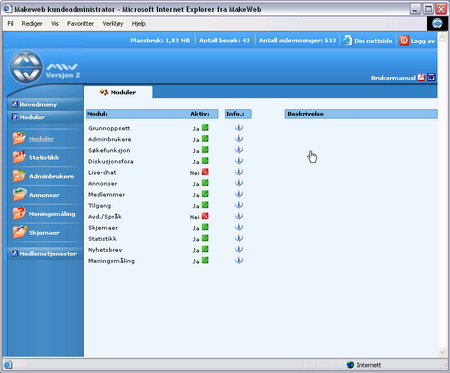 Makeweb kundeadministrator - Microsoft Internet Explorer fra MakeWeb
Fil Rediger Vis Favoritter Verktøy Hjelp
Plassbruk: 1,83 MB Antall besøk: 43 Antall sidevisninger: 633 Din nettside Logg av
Versjon 2
Brukermanual
Hovedmeny
Moduler
Moduler
Statistikk
Adminbrukere
Annonser
Meningsmåling
Skjemaer
Medlemstjenester
Moduler
Modul: Aktiv: Info.: Beskrivelse
Grunnoppsett Ja
Adminbrukere Ja
Søkefunksjon Ja
Diskusjonsfora Ja
Live-chat Nei
Annonser Ja
Medlemmer Ja
Tilgang Ja
Avd./Språk Nei
Skjemaer Ja
Statistikk Ja
Nyhetsbrev Ja
Meningsmåling Ja
Internett